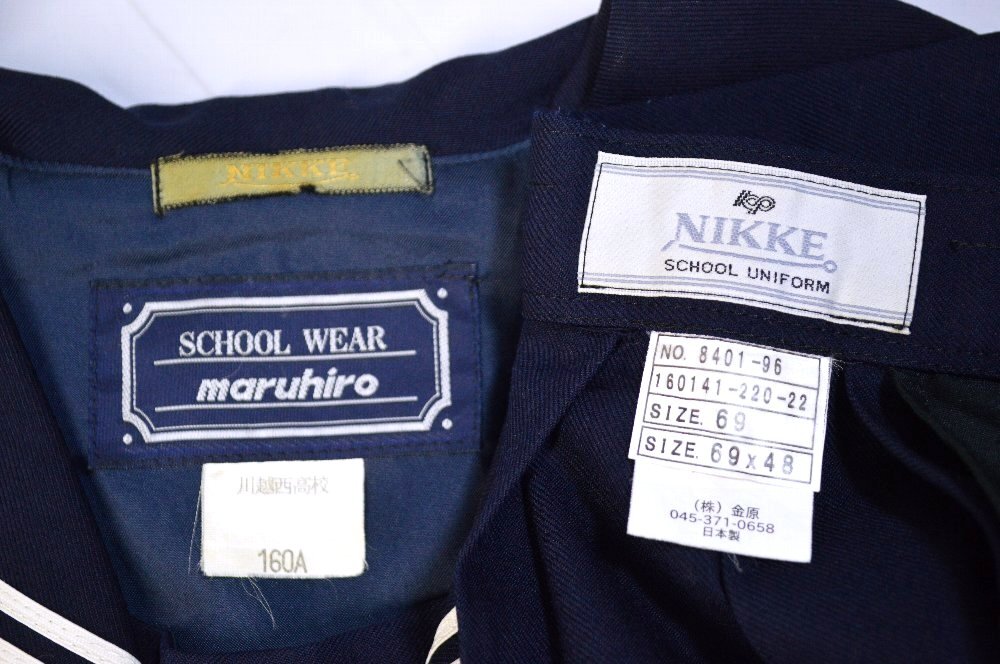 NIKKE
SCHOOL WEAR
maruhiro
川越西高校
160A
NIKKE
SCHOOL UNIFORM
NO. 8401-96
160141-220-22
SIZE. 69
SIZE. 69x48
(株) 金原
045-371-0658
日本製